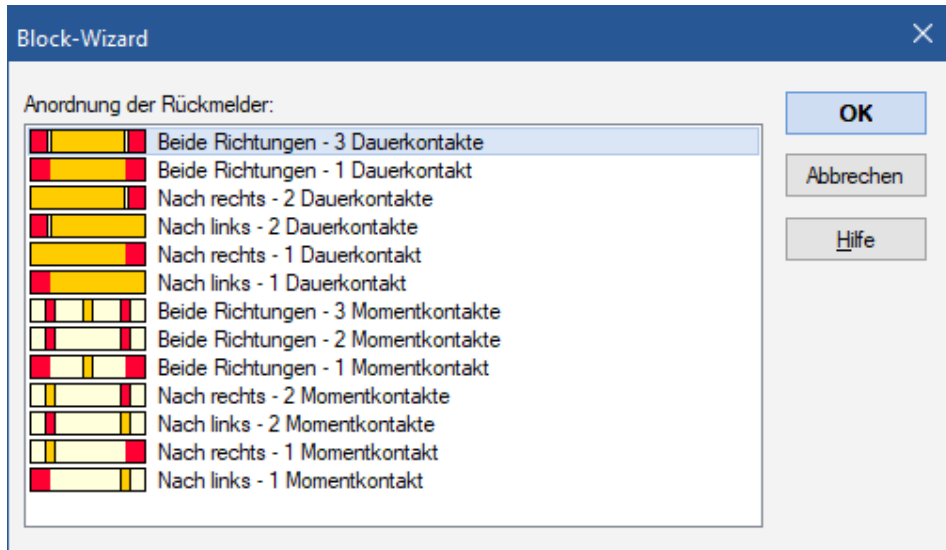 Block-Wizard
Anordnung der Rückmelder:
Beide Richtungen - 3 Dauerkontakte
Beide Richtungen - 1 Dauerkontakt
Nach rechts - 2 Dauerkontakte
Nach links - 2 Dauerkontakte
Nach rechts - 1 Dauerkontakt
Nach links - 1 Dauerkontakt
Beide Richtungen - 3 Momentkontakte
Beide Richtungen - 2 Momentkontakte
Beide Richtungen - 1 Momentkontakt
Nach rechts - 2 Momentkontakte
Nach links - 2 Momentkontakte
Nach rechts - 1 Momentkontakt
Nach links - 1 Momentkontakt
OK
Abbrechen
Hilfe